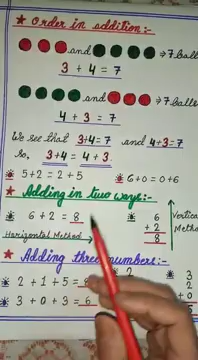 ★ Order in addition :-
and ⇒ 7 balls
3 + 4 = 7
and ⇒ 7 balls
4 + 3 = 7
We see that 3+4=7 and 4+3=7
So, 3+4 = 4+3.
5+2 = 2+5 6+0=0+6
Adding in two ways:-
6 + 2 = 8
6
+ 2
8
Vertical
Method
Horizontal Method
★ Adding three numbers:-
2 + 1 + 5 =
3 + 0 + 3 = 6
2
3
2
+ 0